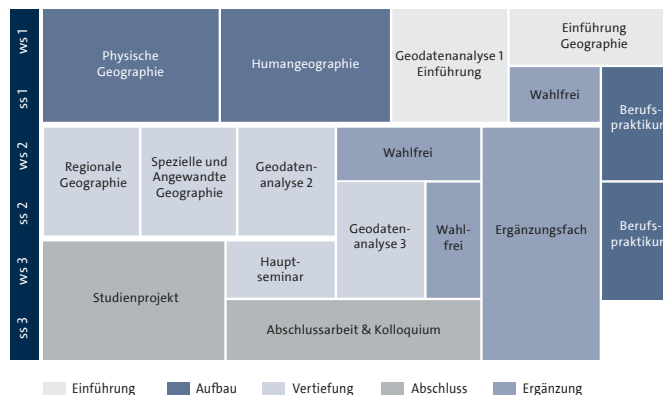 ws 1
ss 1
ws 2
ss 2
ws 3
ss 3
Physische
Geographie
Humangeographie
Geodatenanalyse 1
Einführung
Einführung
Geographie
Wahlfrei
Berufs-
praktikum
Regionale
Geographie
Spezielle und
Angewandte
Geographie
Geodaten-
analyse 2
Wahlfrei
Geodaten-
analyse 3
Wahl-
frei
Ergänzungsfach
Berufs-
praktikum
Studienprojekt
Haupt-
seminar
Abschlussarbeit & Kolloquium
Einführung
Aufbau
Vertiefung
Abschluss
Ergänzung